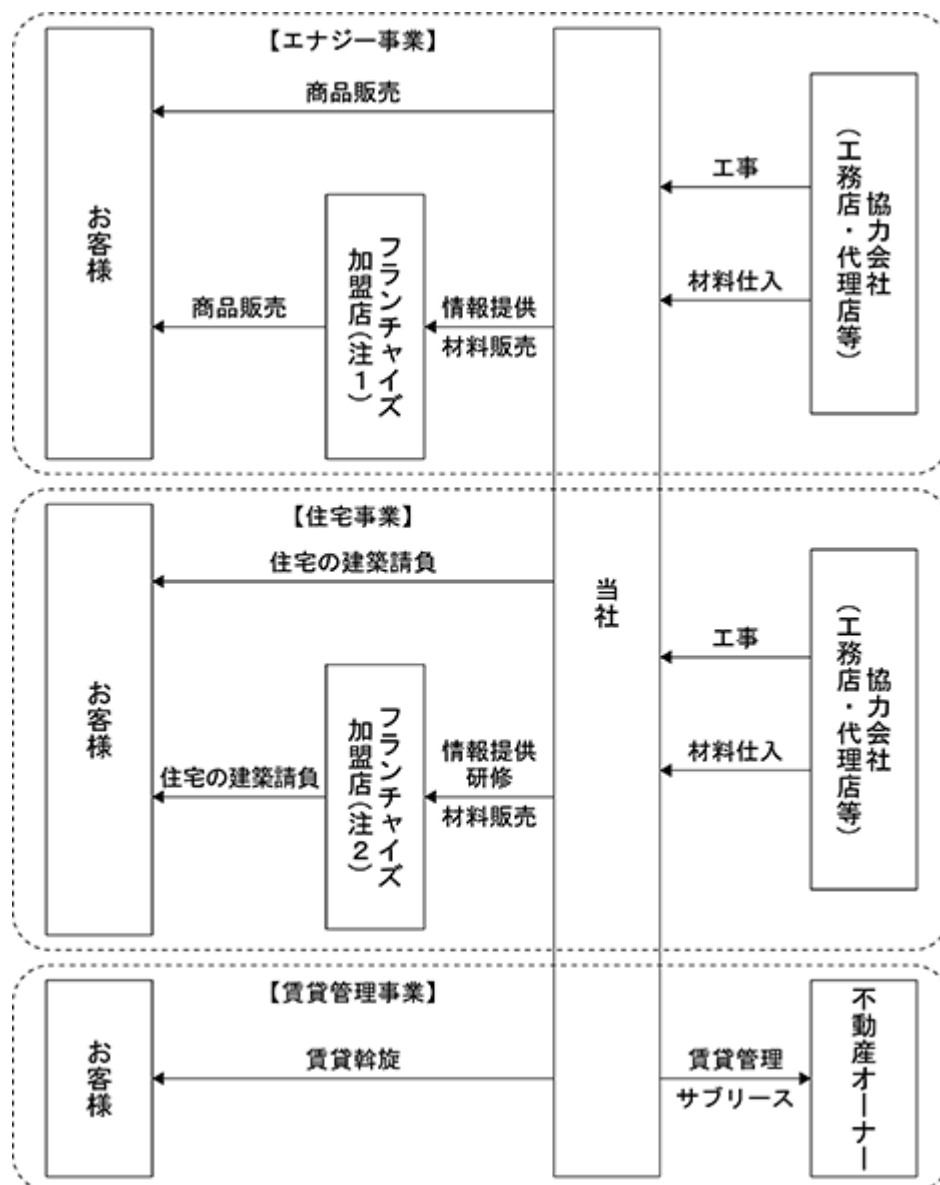 【エナジー事業】
商品販売
お客様
商品販売
フランチャイズ
加盟店(注1)
情報提供
材料販売
工事
材料仕入
協力会社
(工務店・代理店等)
【住宅事業】
住宅の建築請負
お客様
住宅の建築請負
フランチャイズ
加盟店(注2)
情報提供
研修
材料販売
当社
工事
材料仕入
協力会社
(工務店・代理店等)
【賃貸管理事業】
お客様
賃貸斡旋
賃貸管理
サブリース
不動産オーナー